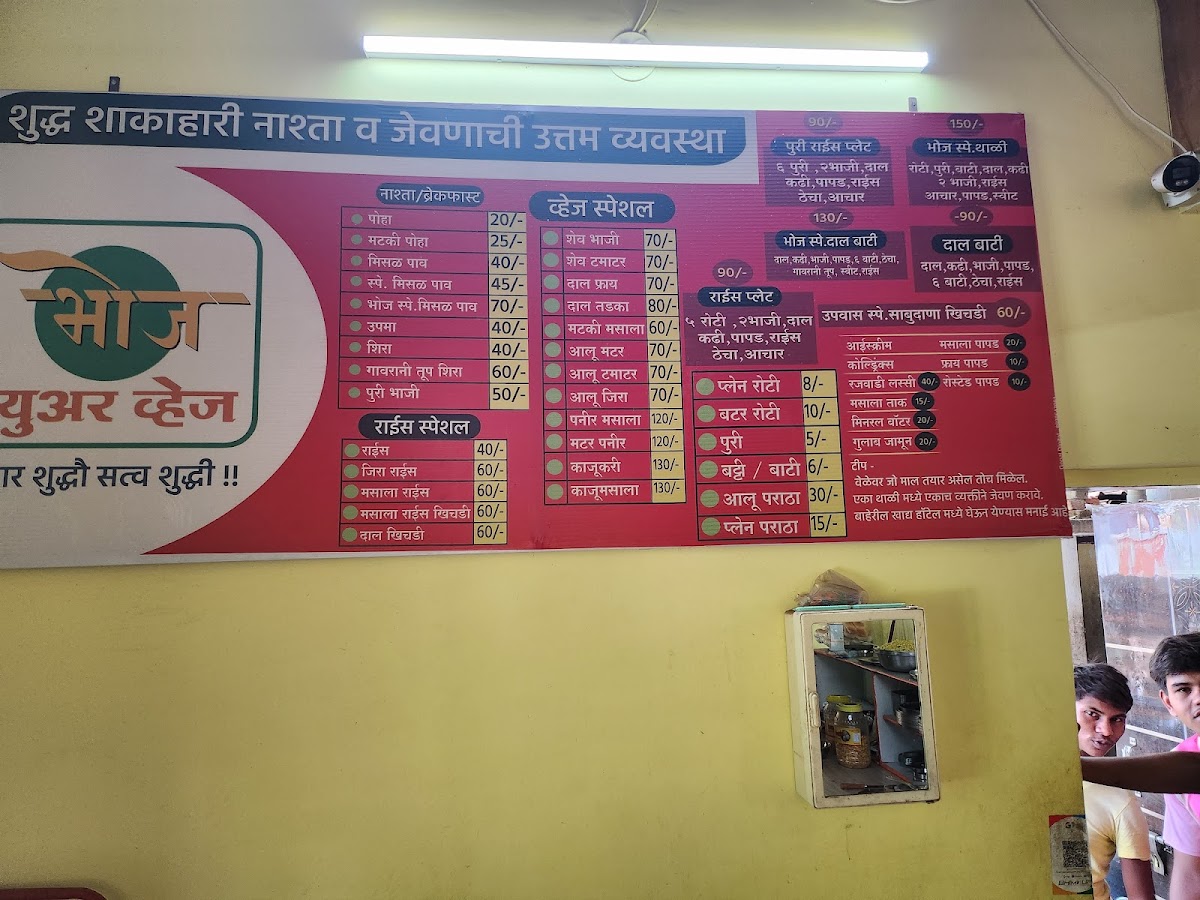 शुद्ध शाकाहारी नाश्ता व जेवणाची उत्तम व्यवस्था
भोज
युअर व्हेज
शुद्धौ सत्व शुद्धी !!
नाश्ता/ब्रेकफास्ट
पोहा 20/-
मटकी पोहा 25/-
मिसळ पाव 40/-
स्पे. मिसळ पाव 45/-
भोज स्पे.मिसळ पाव 70/-
उपमा 40/-
शिरा 40/-
गावरानी तूप शिरा 60/-
पुरी भाजी 50/-
राईस स्पेशल
राईस 40/-
जिरा राईस 60/-
मसाला राईस 60/-
मसाला राईस खिचडी 60/-
दाल खिचडी 60/-
व्हेज स्पेशल
शेव भाजी 70/-
शेव टमाटर 70/-
दाल फ्राय 70/-
दाल तडका 80/-
मटकी मसाला 60/-
आलू मटर 70/-
आलू टमाटर 70/-
आलू जिरा 70/-
पनीर मसाला 120/-
मटर पनीर 120/-
काजूकरी 130/-
काजूमसाला 130/-
90/-
पुरी राईस प्लेट
६ पुरी ,२भाजी,दाल
कढी,पापड,राईस
ठेचा,आचार
150/-
भोज स्पे.थाळी
रोटी,पुरी,बाटी,दाल,कढी
२ भाजी,राईस
आचार,पापड,स्वीट
130/-
भोज स्पे.दाल बाटी
दाल,कढी,भाजी,पापड,६ बाटी,ठेचा,
गावरानी तूप, स्वीट,राईस
-90/-
दाल बाटी
दाल,कढी,भाजी,पापड,
६ बाटी,ठेचा,राईस
90/-
राईस प्लेट
५ रोटी ,२भाजी,दाल
कढी,पापड,राईस
ठेचा,आचार
प्लेन रोटी 8/-
बटर रोटी 10/-
पुरी 5/-
बट्टी / बाटी 6/-
आलू पराठा 30/-
प्लेन पराठा 15/-
उपवास स्पे.साबुदाणा खिचडी 60/-
आईस्क्रीम मसाला पापड 20/-
कोल्ड्रिंक्स फ्राय पापड 10/-
रजवाडी लस्सी 40/- रोस्टेड पापड 10/-
मसाला ताक 15/-
मिनरल वॉटर 20/-
गुलाब जामून 20/-
टीप -
वेळेवर जो माल तयार असेल तोच मिळेल.
एका थाळी मध्ये एकाच व्यक्तीने जेवण करावे.
बाहेरील खाद्य हॉटेल मध्ये घेऊन येण्यास मनाई आहे